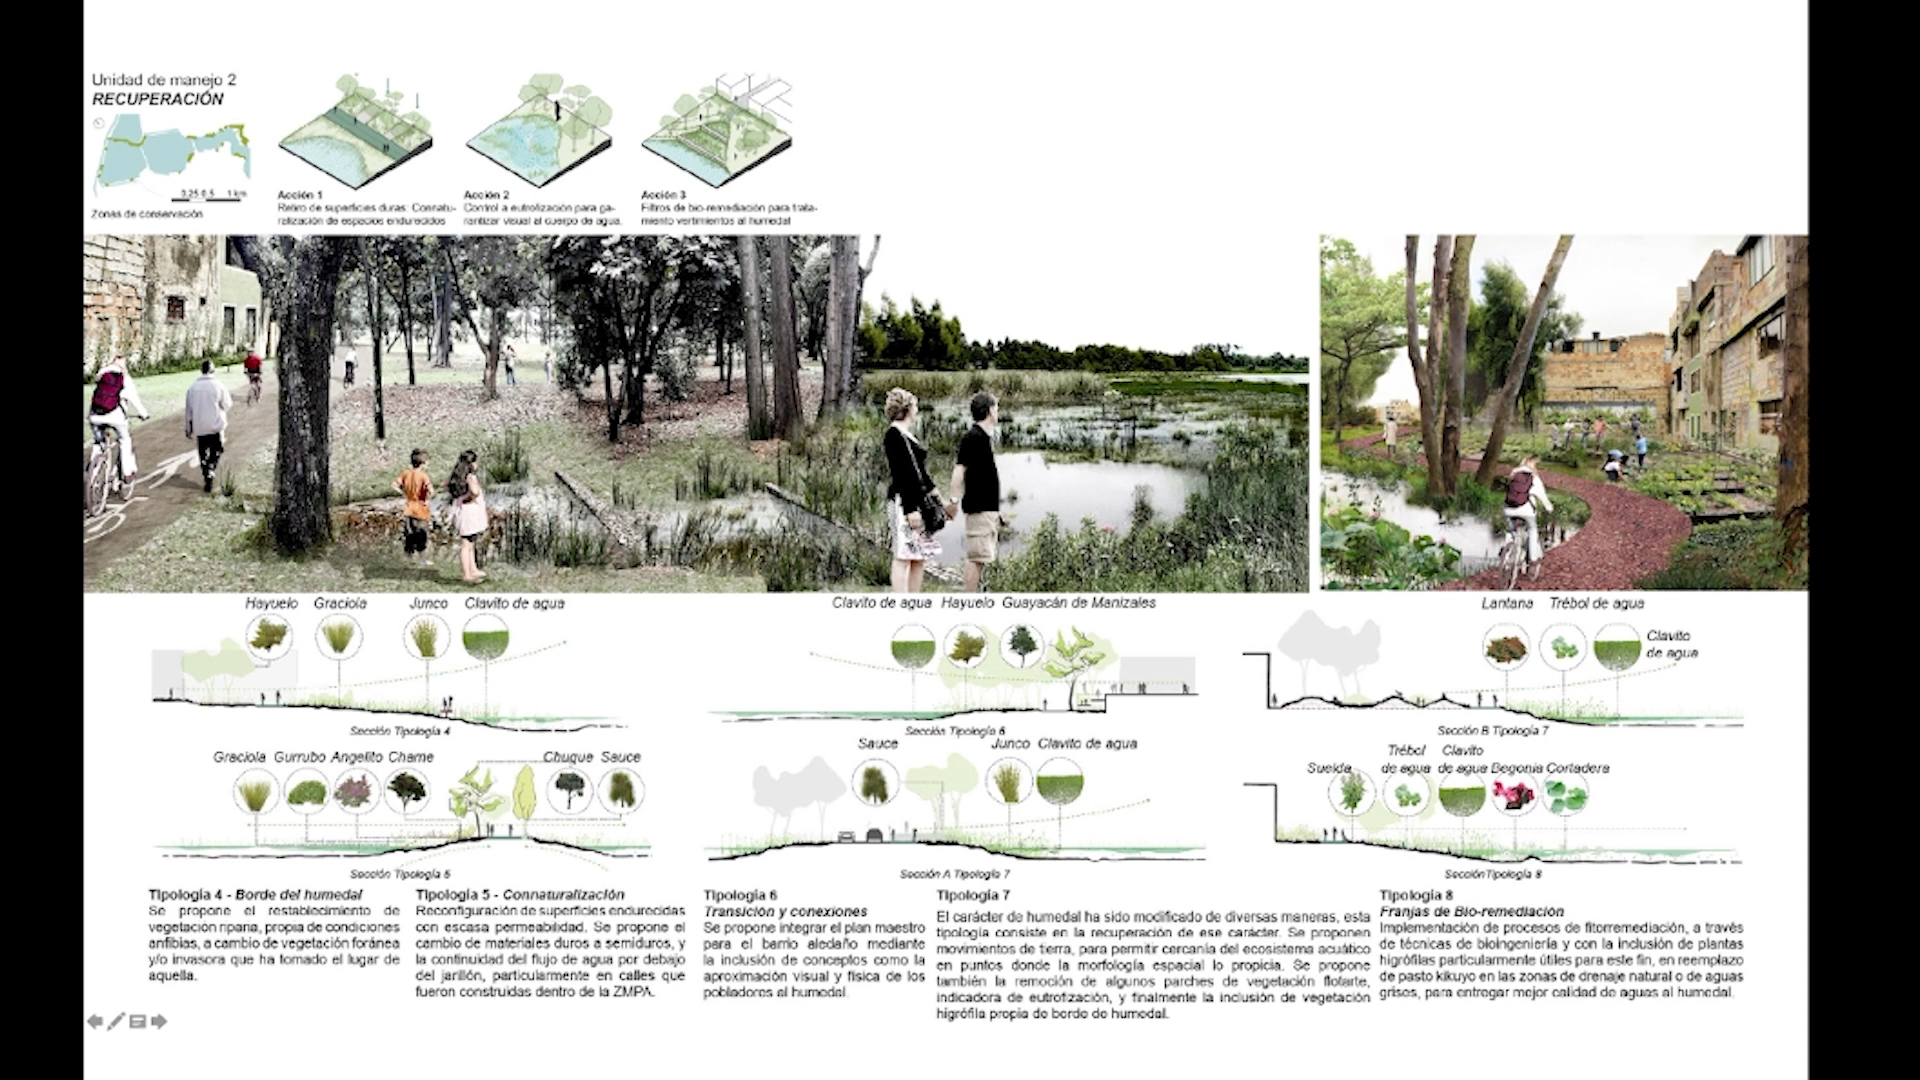 Unidad de manejo 2
RECUPERACIÓN
0,25 0,5 1 km
Zonas de conservación
Acción 1
Retiro de superficies duras: Connatu-
ralización de espacios endurecidos
Acción 2
Control a eutrofización para ga-
rantizar visual al cuerpo de agua.
Acción 3
Filtros de bio-remediación para trata-
miento vertimientos al humedal
Hayuelo Graciola Junco Clavito de agua
Sección Tipología 4
Clavito de agua Hayuelo Guayacán de Manizales
Sección Tipología 6
Lantana Trébol de agua
Clavito
de agua
Sección B Tipología 7
Graciola Gurrubo Angelito Chame Chuque Sauce
Sección Tipología 5
Sauce Junco Clavito de agua
Sección A Tipología 7
Suelda Trébol
de agua Clavito
de agua Begonia Cortadera
SecciónTipología 8
Tipología 4 - Borde del humedal
Se propone el restablecimiento de
vegetación riparia, propia de condiciones
anfibias, a cambio de vegetación foránea
y/o invasora que ha tomado el lugar de
aquella.
Tipología 5 - Connaturalización
Reconfiguración de superficies endurecidas
con escasa permeabilidad. Se propone el
cambio de materiales duros a semiduros, y
la continuidad del flujo de agua por debajo
del jarillón, particularmente en calles que
fueron construidas dentro de la ZMPA.
Tipología 6
Transición y conexiones
Se propone integrar el plan maestro
para el barrio aledaño mediante
la inclusión de conceptos como la
aproximación visual y física de los
pobladores al humedal.
Tipología 7
El carácter de humedal ha sido modificado de diversas maneras, esta
tipología consiste en la recuperación de ese carácter. Se proponen
movimientos de tierra, para permitir cercanía del ecosistema acuático
en puntos donde la morfología espacial lo propicia. Se propone
también la remoción de algunos parches de vegetación flotante,
indicadora de eutrofización, y finalmente la inclusión de vegetación
higrófila propia de borde de humedal.
Tipología 8
Franjas de Bio-remediación
Implementación de procesos de fitorremediación, a través
de técnicas de bioingeniería y con la inclusión de plantas
higrófilas particularmente útiles para este fin, en reemplazo
de pasto kikuyo en las zonas de drenaje natural o de aguas
grises, para entregar mejor calidad de aguas al humedal.